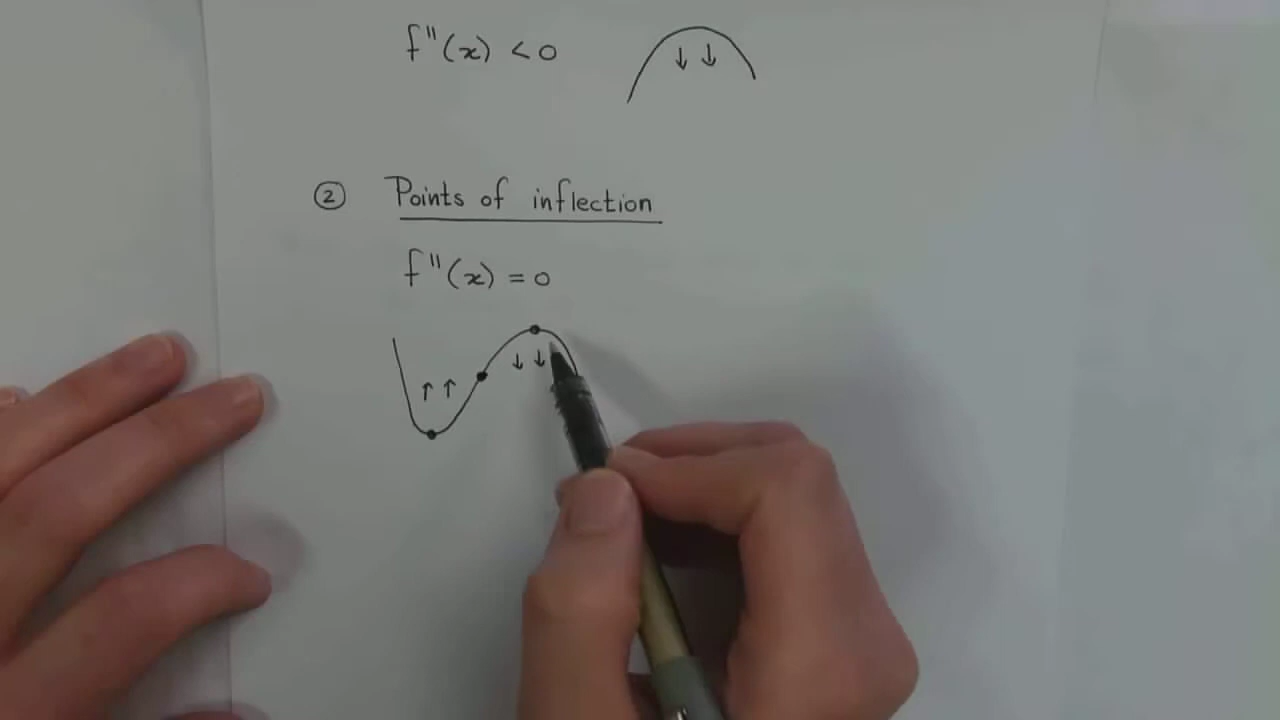 f''(x) < 0
↓ ↓
② Points of inflection
f''(x) = 0
↓ ↓
↑ ↑